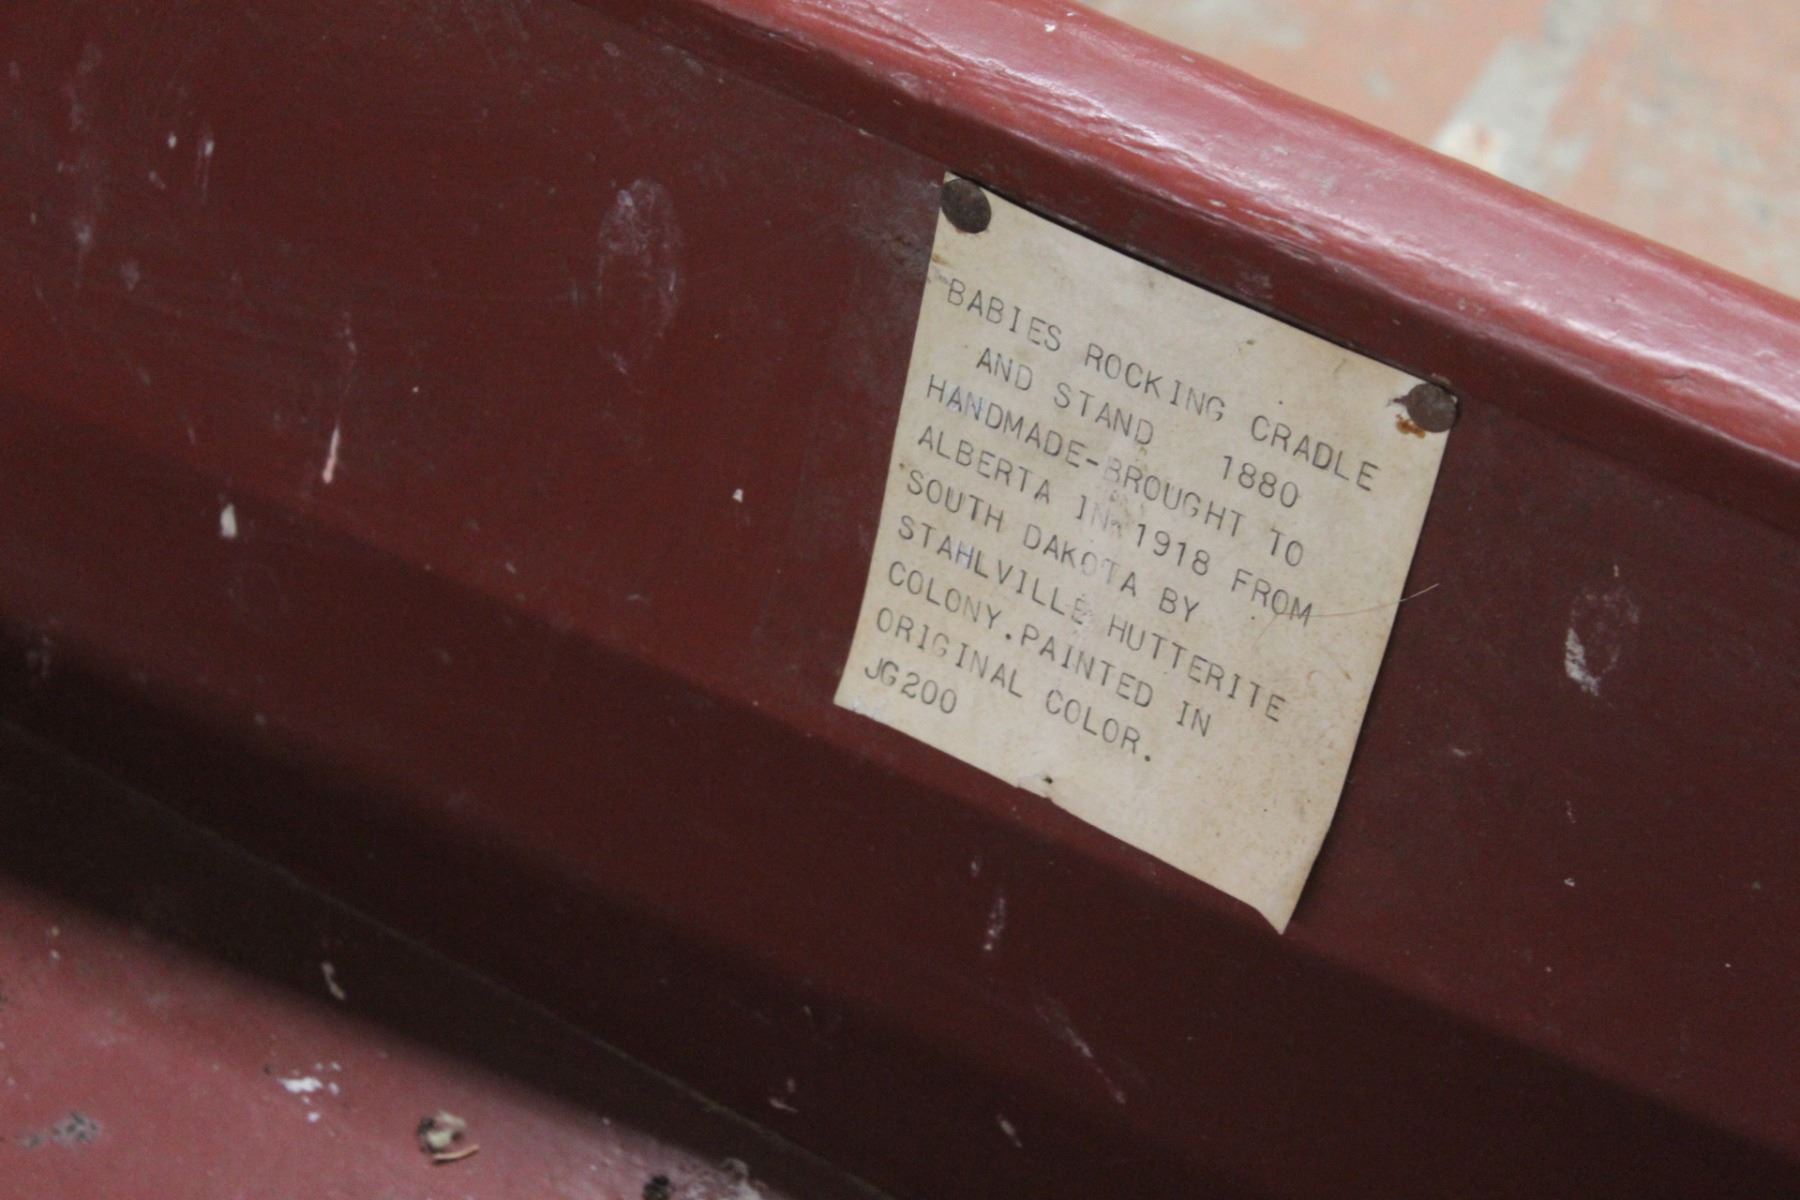 BABIES ROCKING CRADLE
AND STAND 1880
HANDMADE-BROUGHT TO
ALBERTA IN 1918 FROM
SOUTH DAKOTA BY
STAHLVILLE HUTTERITE
COLONY.PAINTED IN
ORIGINAL COLOR.
JG200